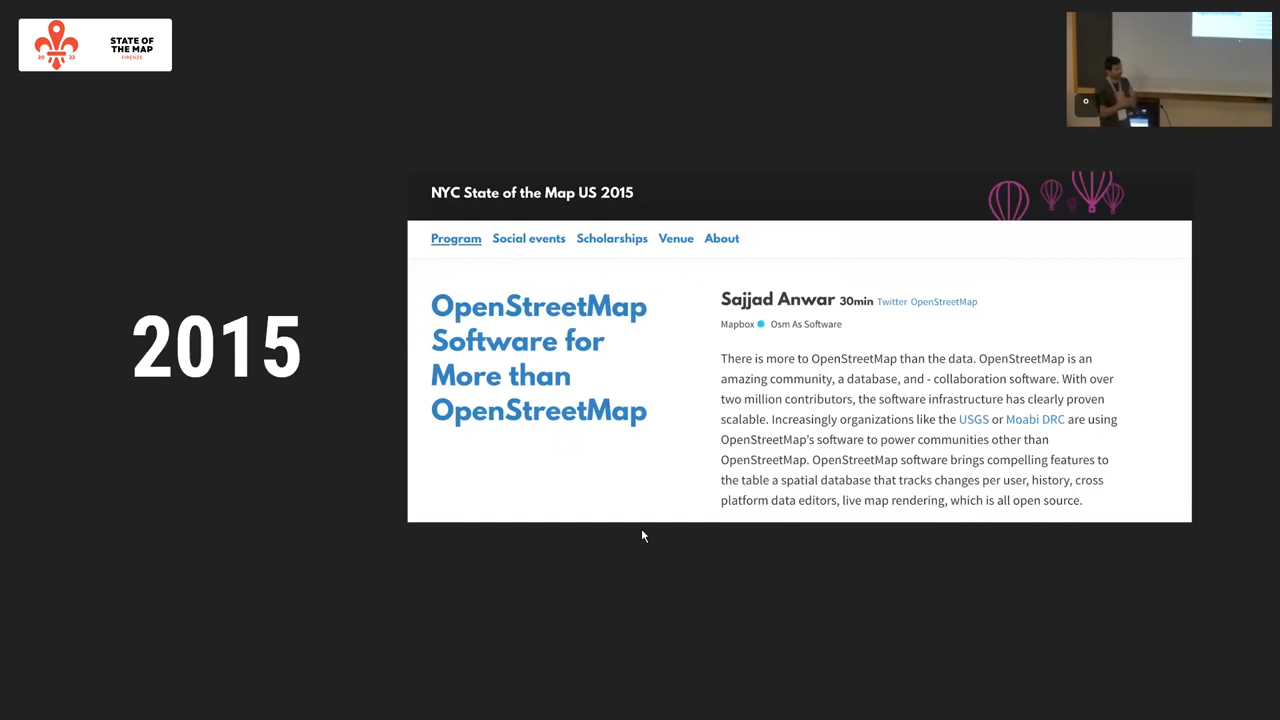 20 22
STATE OF
THE MAP
FIRENZE
2015
NYC State of the Map US 2015
Program Social events Scholarships Venue About
OpenStreetMap
Software for
More than
OpenStreetMap
Sajjad Anwar 30min Twitter OpenStreetMap
Mapbox Osm As Software
There is more to OpenStreetMap than the data. OpenStreetMap is an
amazing community, a database, and - collaboration software. With over
two million contributors, the software infrastructure has clearly proven
scalable. Increasingly organizations like the USGS or Moabi DRC are using
OpenStreetMap's software to power communities other than
OpenStreetMap. OpenStreetMap software brings compelling features to
the table a spatial database that tracks changes per user, history, cross
platform data editors, live map rendering, which is all open source.